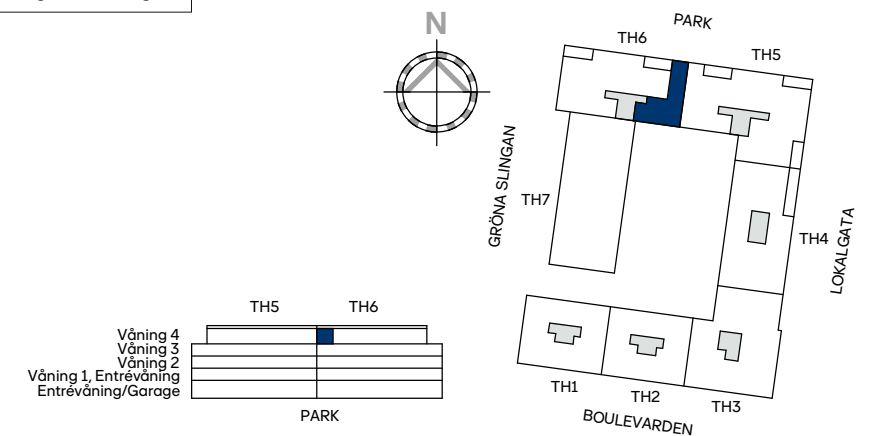 N
PARK
TH6
TH5
GRÖNA SLINGAN
TH7
TH4
LOKALGATA
TH1
TH2
TH3
BOULEVARDEN
TH5 TH6
Våning 4
Våning 3
Våning 2
Våning 1, Entrévåning
Entrévåning/Garage
PARK